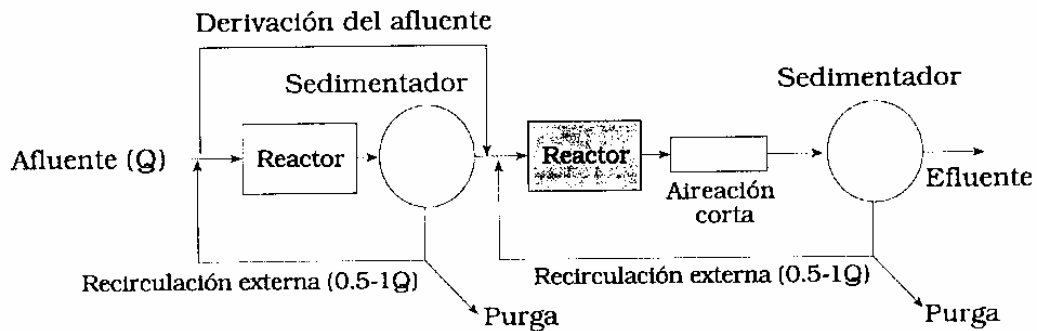 Derivación del afluente
Sedimentador
Sedimentador
Afluente (Q)
Reactor
Reactor
Aireación
corta
Efluente
Recirculación externa (0.5-1Q)
Recirculación externa (0.5-1Q)
Purga
Purga